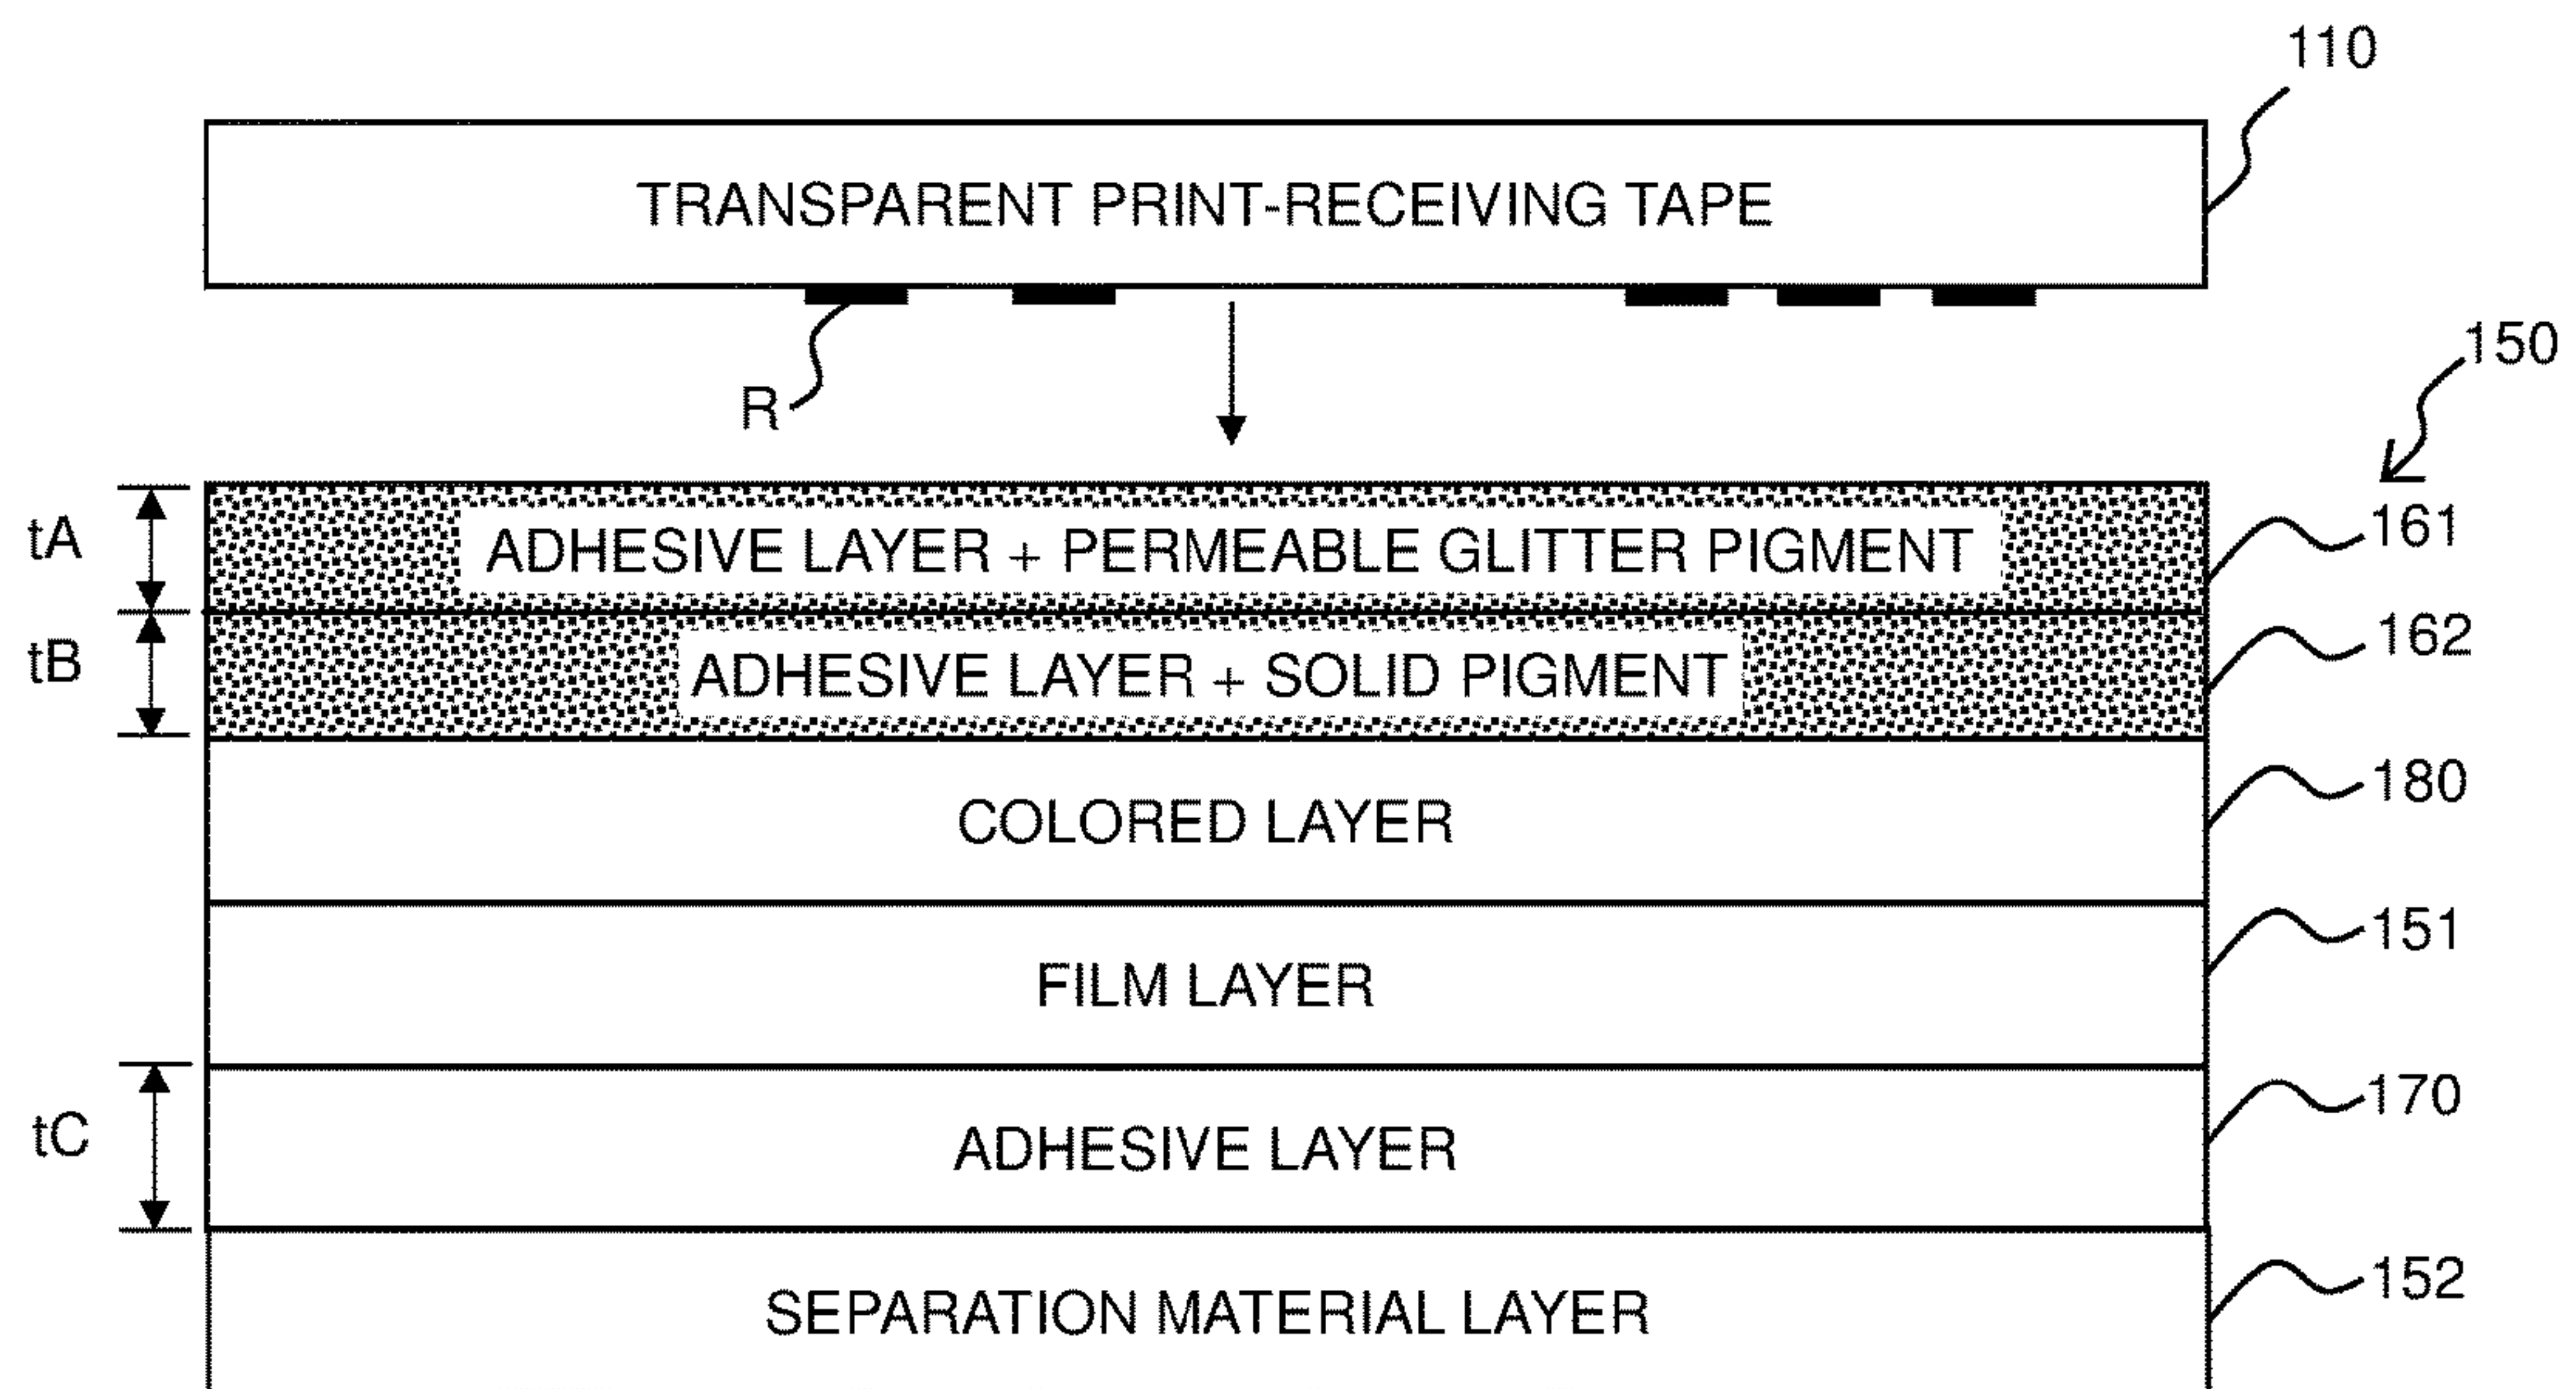 110
TRANSPARENT PRINT-RECEIVING TAPE
R
150
tA
ADHESIVE LAYER + PERMEABLE GLITTER PIGMENT
161
tB
ADHESIVE LAYER + SOLID PIGMENT
162
COLORED LAYER
180
FILM LAYER
151
tC
ADHESIVE LAYER
170
SEPARATION MATERIAL LAYER
152